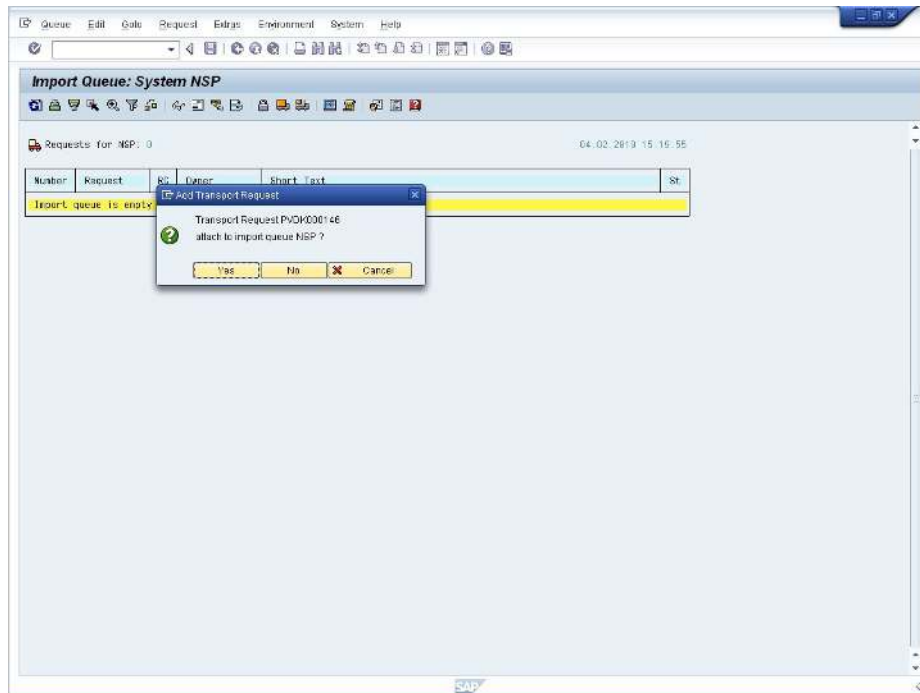 Queue Edit Goto Request Extras Environment System Help
Import Queue: System NSP
Requests for NSP: 0 04.02.2019 15:16:55
Number Request RC Owner Short Text St
Import queue is empty
Add Transport Request
Transport Request PVDK000146
attach to import queue NSP ?
Yes No Cancel
SAP